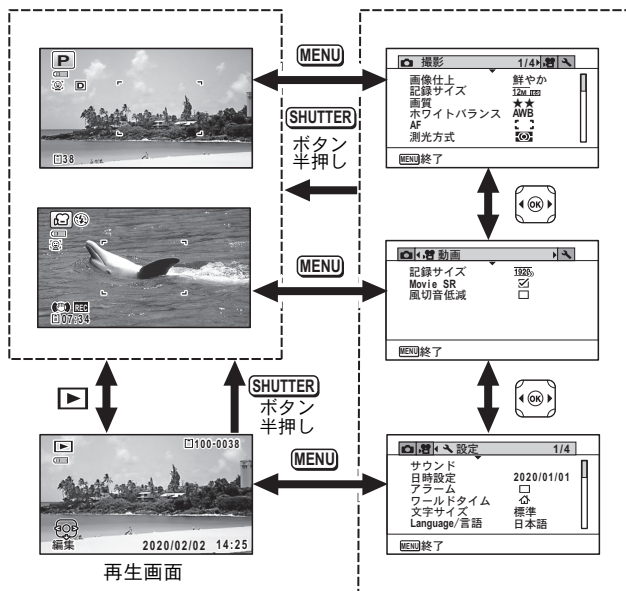 P
D
38
MENU
SHUTTER
ボタン
半押し
撮影 1/4
画像仕上 鮮やか
記録サイズ 12M 16:9
画質 ★★
ホワイトバランス AWB
AF
測光方式
MENU終了
OK
REC
07:34
MENU
動画
記録サイズ
Movie SR
風切音低減
MENU終了
OK
SHUTTER
ボタン
半押し
100-0038
編集 2020/02/02 14:25
再生画面
MENU
設定 1/4
サウンド
日時設定 2020/01/01
アラーム
ワールドタイム
文字サイズ 標準
Language/言語 日本語
MENU終了